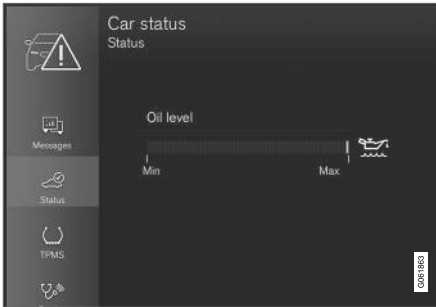 Car status
Status
Oil level
Min Max
Messages
Status
TPMS
G061863